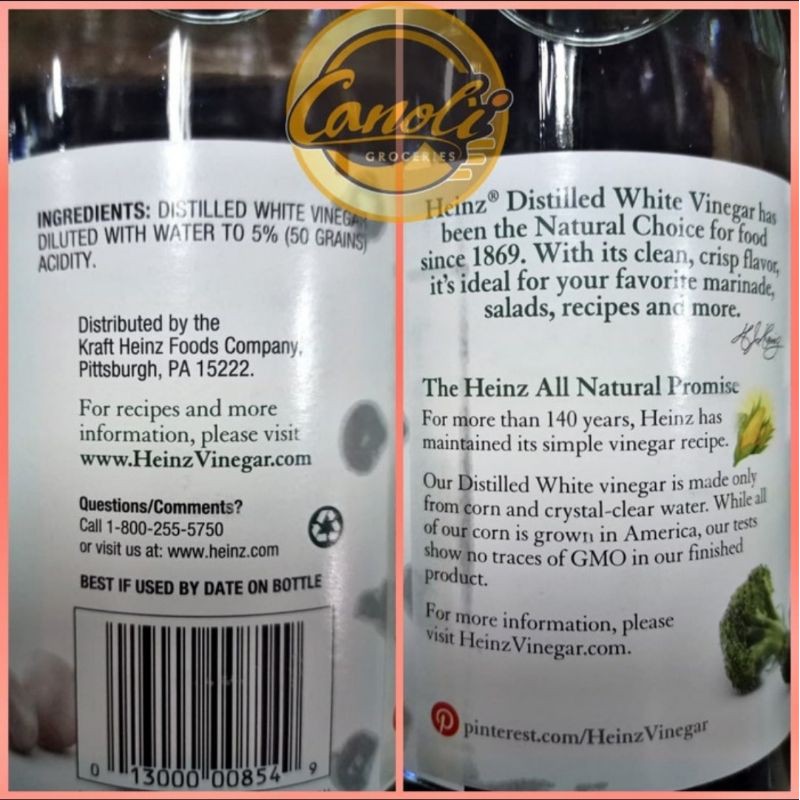 Canoli
GROCERIES
INGREDIENTS: DISTILLED WHITE VINEGAR
DILUTED WITH WATER TO 5% (50 GRAINS)
ACIDITY.
Distributed by the
Kraft Heinz Foods Company,
Pittsburgh, PA 15222.
For recipes and more
information, please visit
www.HeinzVinegar.com
Questions/Comments?
Call 1-800-255-5750
or visit us at: www.heinz.com
BEST IF USED BY DATE ON BOTTLE
0 13000 00854 9
Heinz® Distilled White Vinegar has
been the Natural Choice for food
since 1869. With its clean, crisp flavor,
it's ideal for your favorite marinade,
salads, recipes and more.
The Heinz All Natural Promise
For more than 140 years, Heinz has
maintained its simple vinegar recipe.
Our Distilled White vinegar is made only
from corn and crystal-clear water. While all
of our corn is grown in America, our tests
show no traces of GMO in our finished
product.
For more information, please
visit HeinzVinegar.com.
pinterest.com/HeinzVinegar